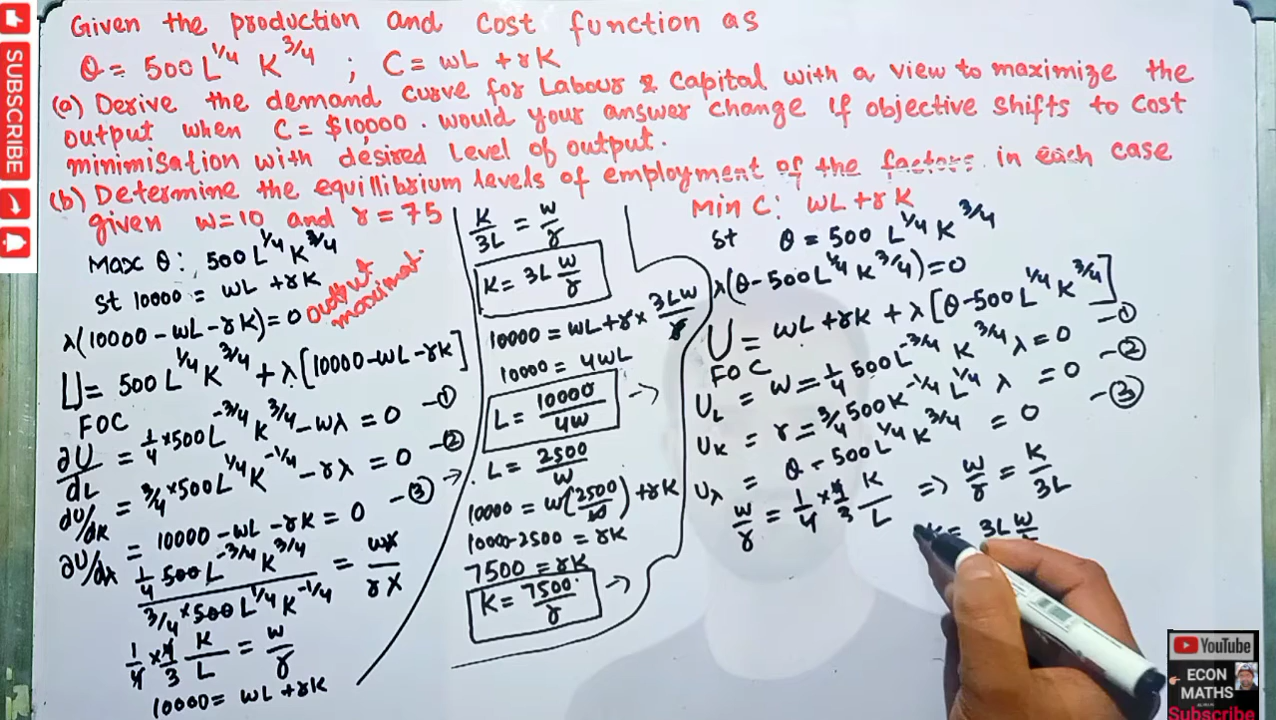 SUBSCRIBE
Given the production and cost function as
Q = 500 L^1/4 K^3/4 ; C = wL + rK
(a) Derive the demand curve for Labour & Capital with a view to maximize the
output when C = $10,000. would your answer change if objective shifts to cost
minimisation with desired level of output.
(b) Determine the equillibrium levels of employment of the factors in each case
given w=10 and r=75
Max Q: 500 L^1/4 K^3/4
st 10000 = wL + rK
output maximat.
λ(10000 - wL - rK) = 0
U = 500 L^1/4 K^3/4 + λ[10000 - wL - rK]
FOC
∂U/dL = 1/4 × 500 L^-3/4 K^3/4 - wλ = 0 - ①
dU/dK = 3/4 × 500 L^1/4 K^-1/4 - rλ = 0 - ②
∂U/dλ = 10000 - wL - rK = 0 - ③
1/4 500 L^-3/4 K^3/4 / 3/4 × 500 L^1/4 K^-1/4 = wλ / rλ
1/4 × 4/3 K/L = w/r
10000 = wL + rK
K/3L = w/r
K = 3L w/r
10000 = wL + r × 3Lw/r
10000 = 4wL
L = 10000/4w →
→ L = 2500/w
10000 = w(2500/w) + rK
10000 - 2500 = rK
7500 = rK
K = 7500/r →
Min C: wL + rK
st Q = 500 L^1/4 K^3/4
λ(Q - 500 L^1/4 K^3/4) = 0
U = wL + rK + λ[Q - 500 L^1/4 K^3/4]
FOC
U_L = w = 1/4 500 L^-3/4 K^3/4 λ = 0 - ①
U_K = r = 3/4 500 K^-1/4 L^1/4 λ = 0 - ②
U_λ = Q - 500 L^1/4 K^3/4 = 0 - ③
w/r = 1/4 × 4/3 K/L => w/r = K/3L
= 3L w
YouTube
ECON
MATHS
Subscribe